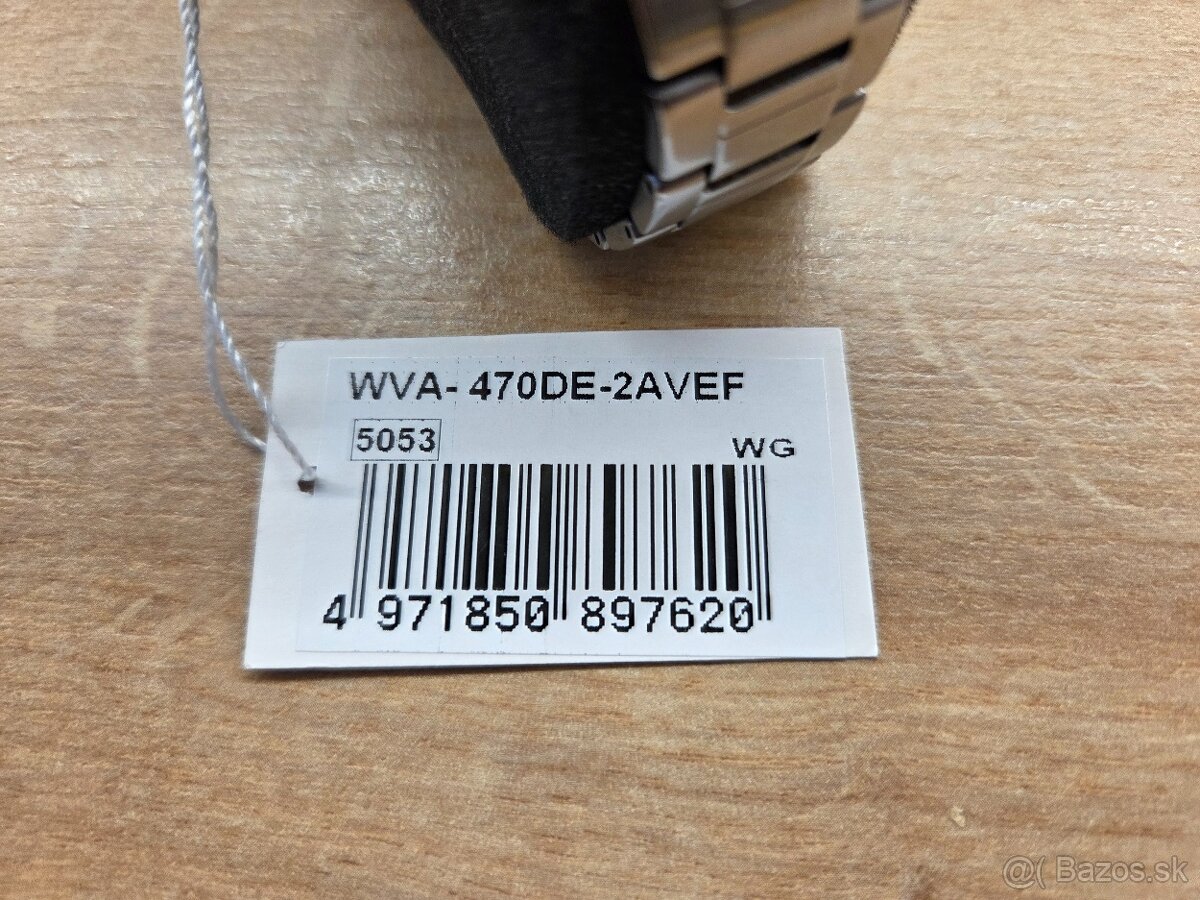 WVA- 470DE-2AVEF
5053
WG
4 971850 897620
@( Bazos.sk